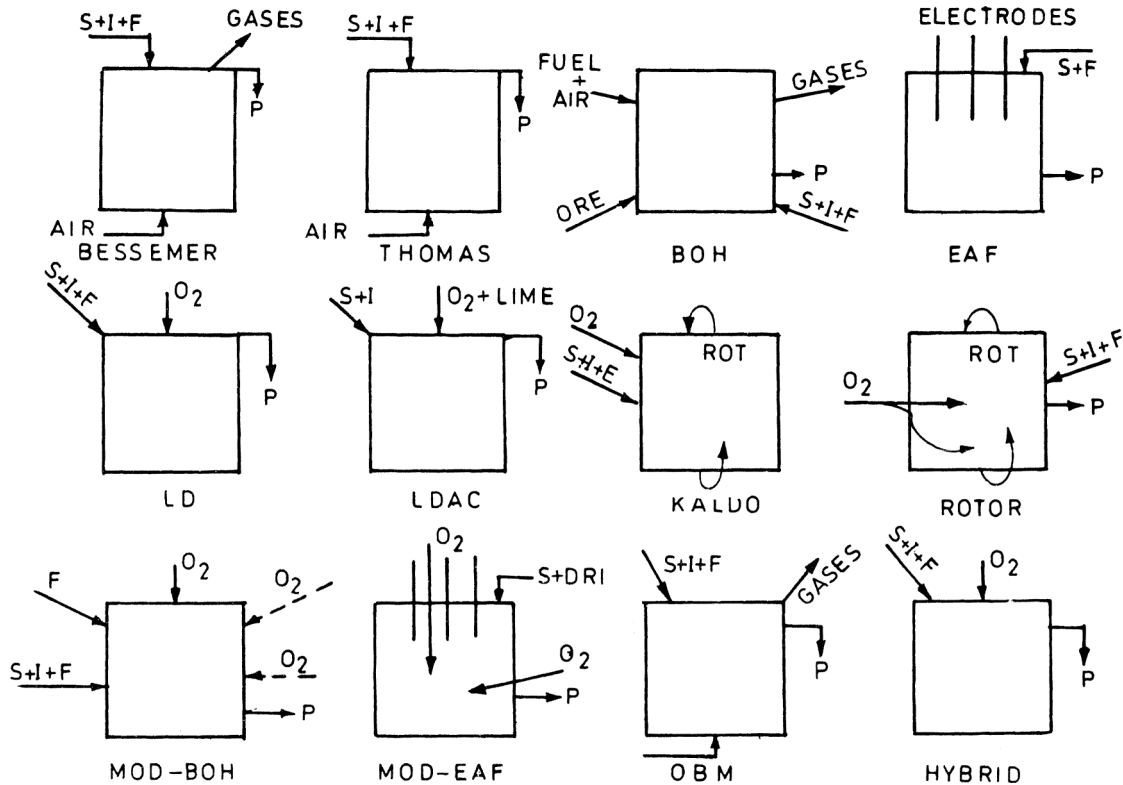 S+I+F
GASES
P
AIR
BESSEMER
S+I+F
P
AIR
THOMAS
FUEL
+
AIR
GASES
P
ORE
S+I+F
BOH
ELECTRODES
S+F
P
EAF
S+I+F
O2
P
LD
S+I
O2+LIME
P
LDAC
O2
S+I+E
ROT
KALDO
O2
ROT
S+I+F
P
ROTOR
F
O2
O2
S+I+F
O2
P
MOD-BOH
O2
S+DRI
O2
P
MOD-EAF
S+I+F
GASES
P
OBM
S+I+F
O2
P
HYBRID